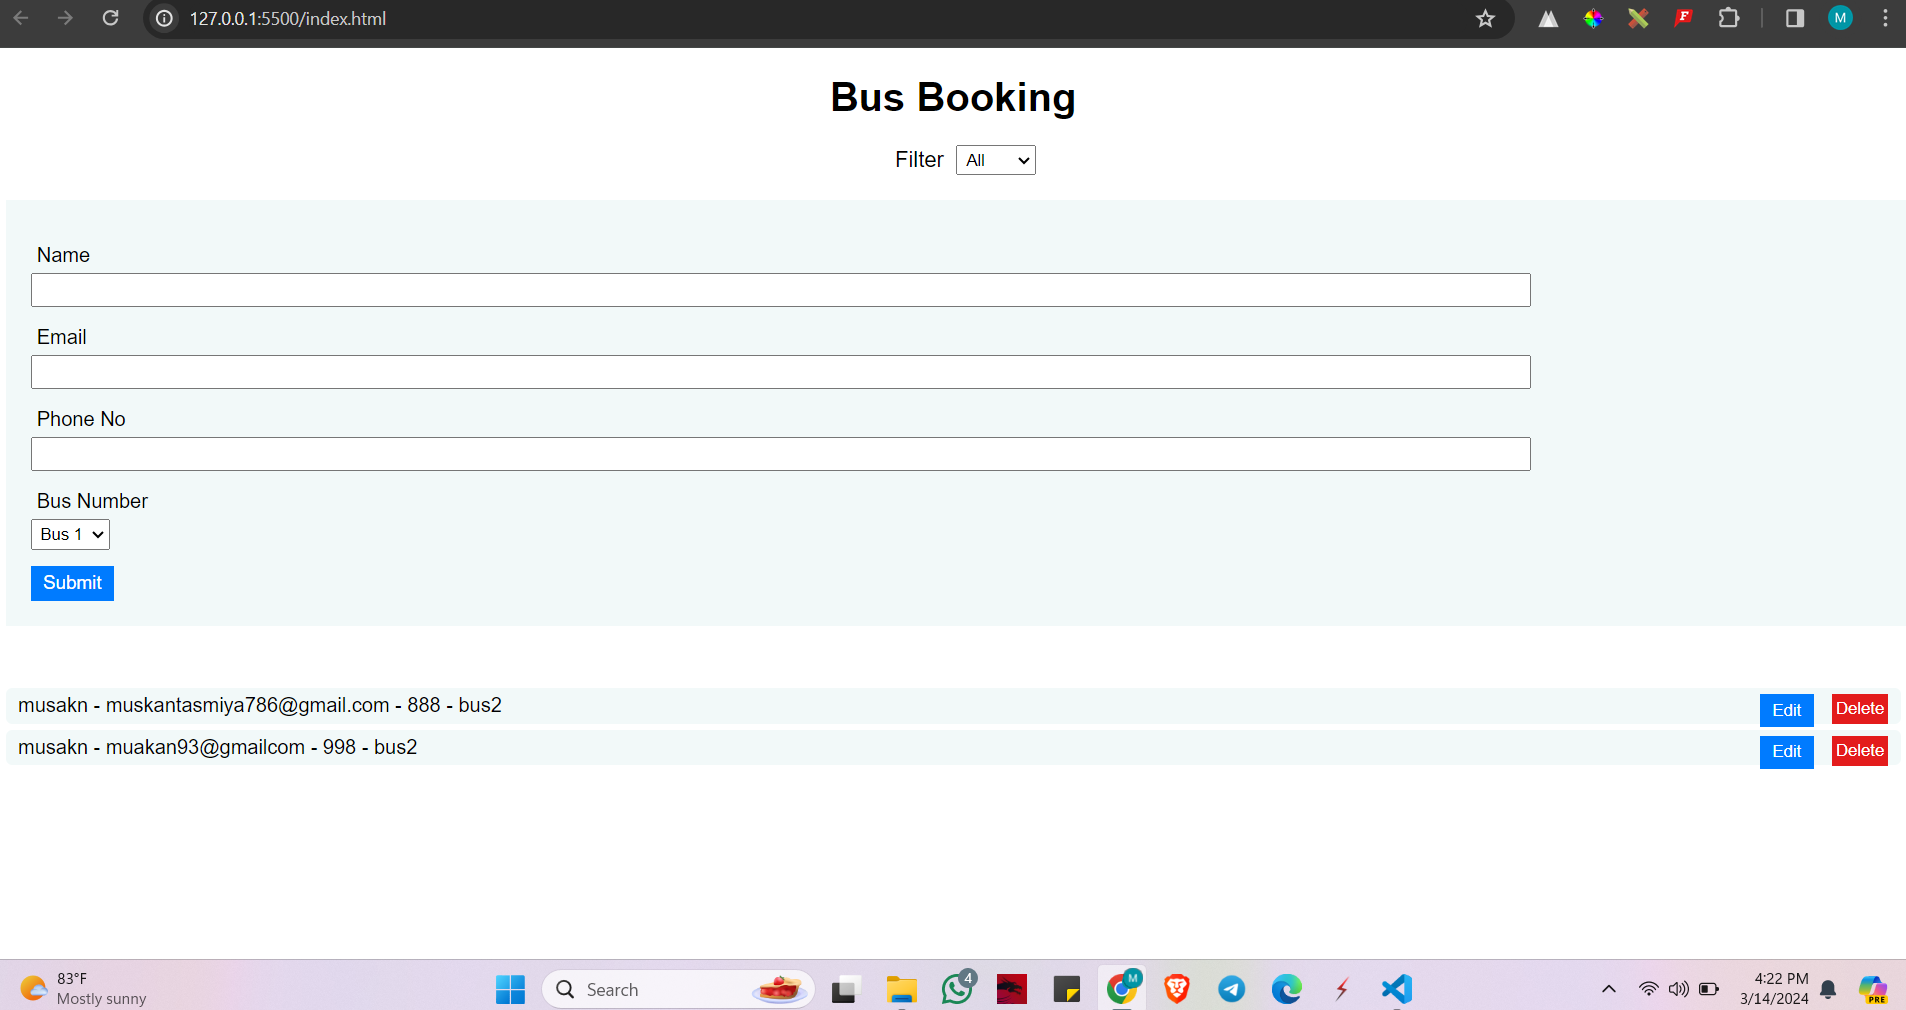 127.0.0.1:5500/index.html
M
Bus Booking
Filter All
Name
Email
Phone No
Bus Number
Bus 1
Submit
musakn - muskantasmiya786@gmail.com - 888 - bus2 Edit Delete
musakn - muakan93@gmailcom - 998 - bus2 Edit Delete
83°F
Mostly sunny
Search
4
M
4:22 PM
3/14/2024
PRE